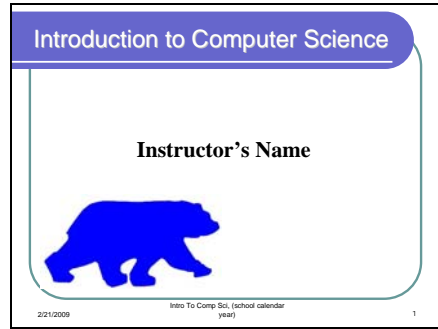 Introduction to Computer Science
Instructor's Name
2/21/2009
Intro To Comp Sci, (school calendar
year)
1